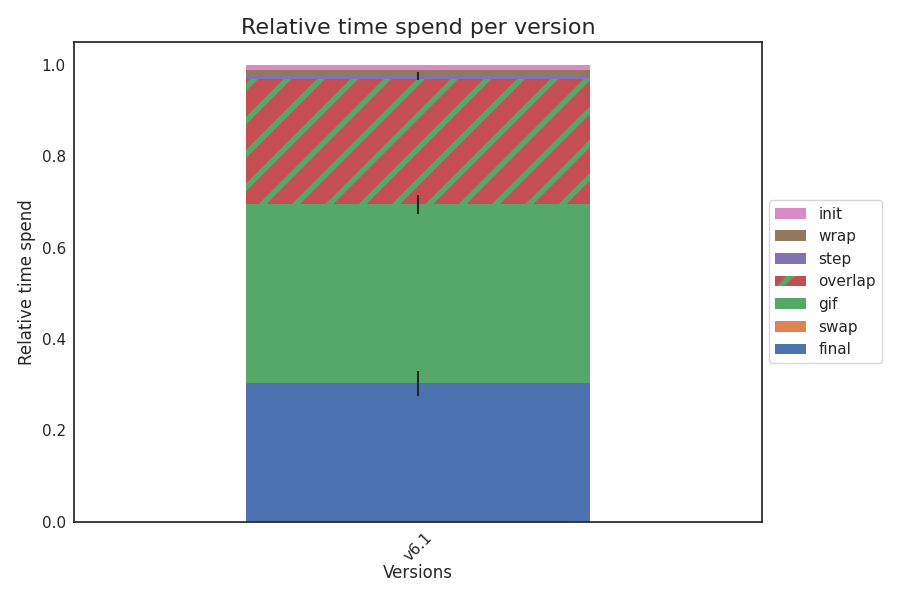 Relative time spend per version
1.0
0.8
0.6
0.4
0.2
0.0
Relative time spend
v6.1
Versions
init
wrap
step
overlap
gif
swap
final